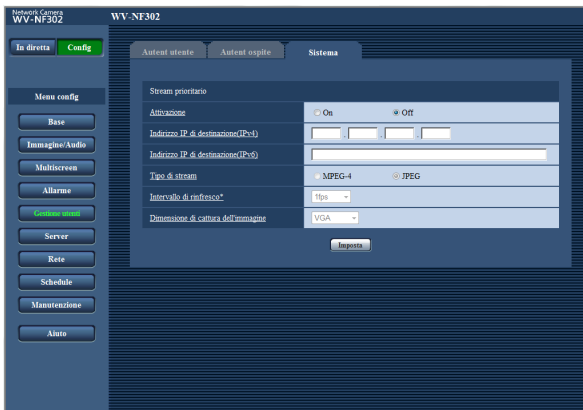 Network Camera
WV-NF302
WV-NF302
In diretta
Config
Autent utente
Autent ospite
Sistema
Menu config
Base
Immagine/Audio
Multiscreen
Allarme
Gestione utenti
Server
Rete
Schedule
Manutenzione
Aiuto
Stream prioritario
Attivazione
On
Off
Indirizzo IP di destinazione(IPv4)
. . .
Indirizzo IP di destinazione(IPv6)
Tipo di stream
MPEG-4
JPEG
Intervallo di rinfresco*
1fps
Dimensione di cattura dell'immagine
VGA
Imposta